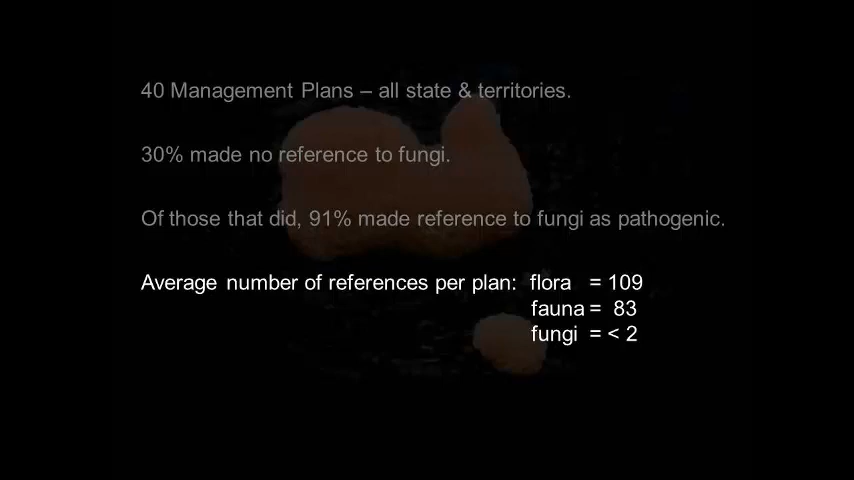 40 Management Plans – all state & territories.
30% made no reference to fungi.
Of those that did, 91% made reference to fungi as pathogenic.
Average number of references per plan: flora = 109
fauna = 83
fungi = < 2